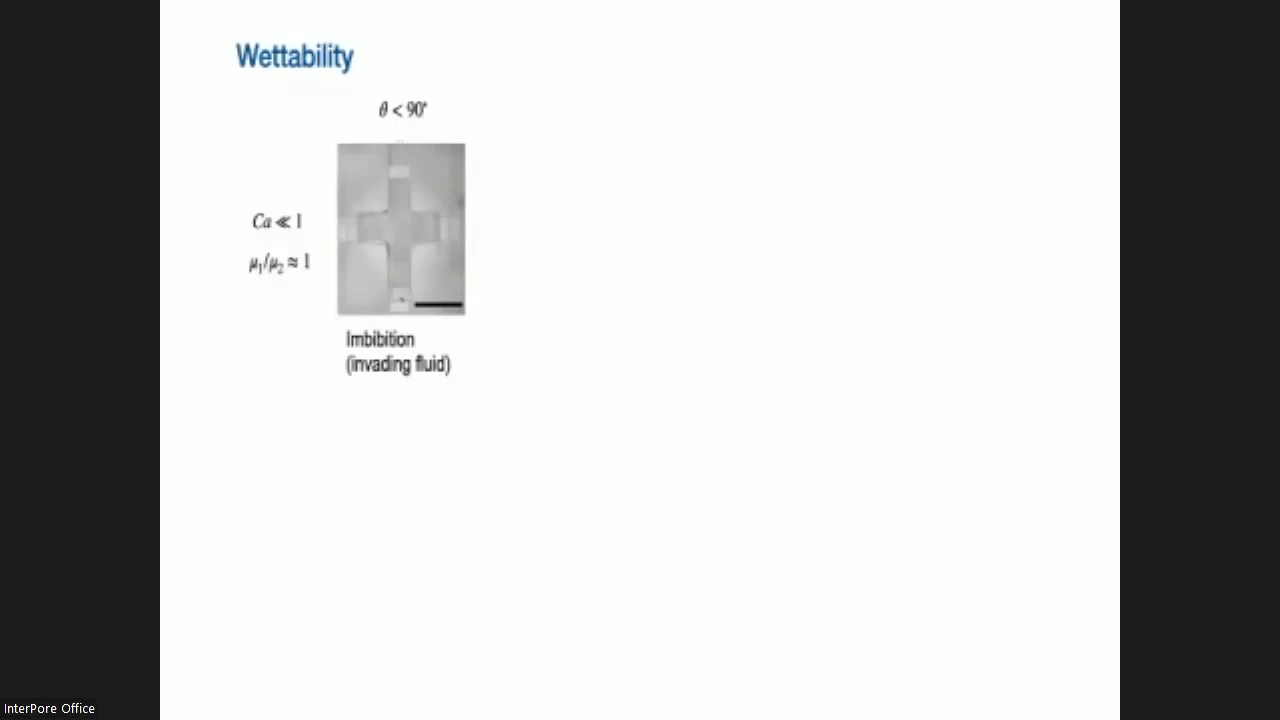 Wettability
θ < 90°
Ca ≪ 1
μ₁/μ₂ ≈ 1
Imbibition
(invading fluid)
InterPore Office